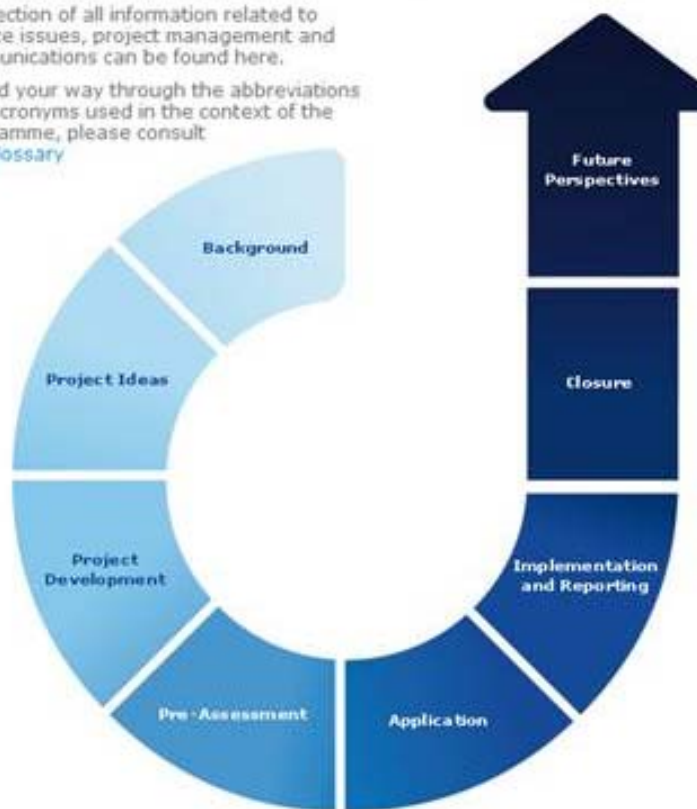 ection of all information related to
e issues, project management and
unications can be found here.
d your way through the abbreviations
cronyms used in the context of the
amme, please consult
lossary
Future
Perspectives
Background
Project Ideas
Closure
Project
Development
Implementation
and Reporting
Pre-Assessment
Application